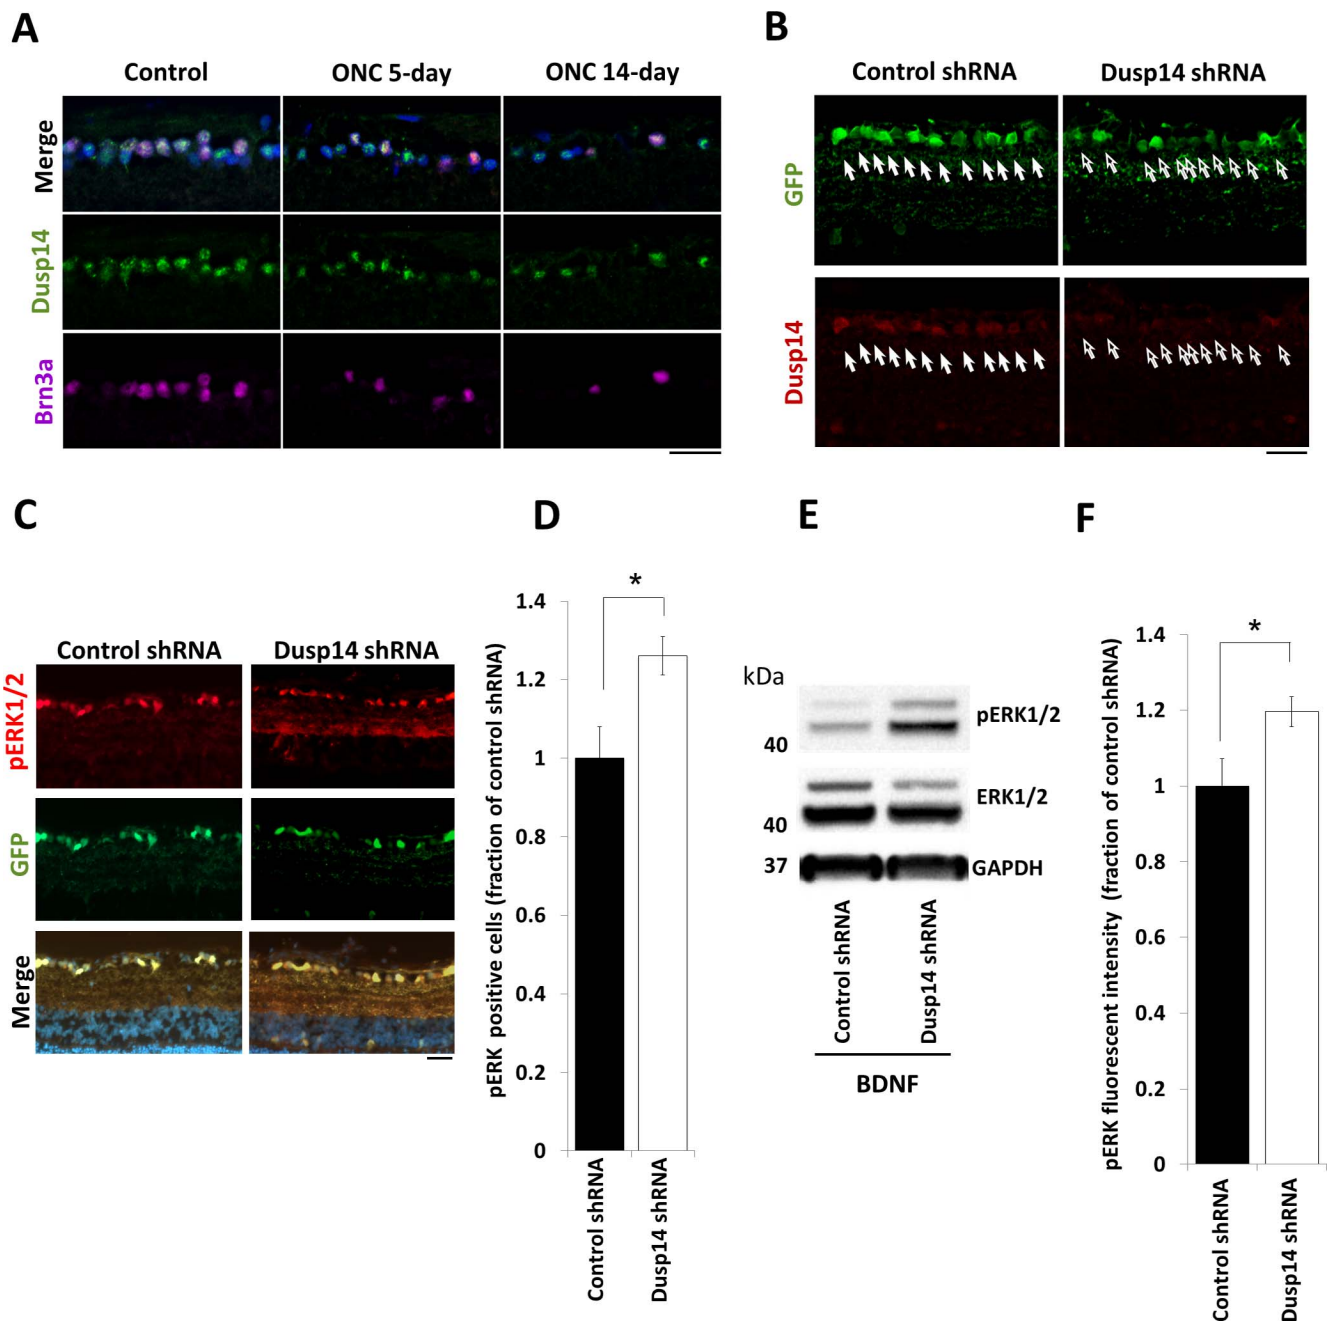 A
Control
ONC 5-day
ONC 14-day
Merge
Dusp14
Brn3a
B
Control shRNA
Dusp14 shRNA
GFP
Dusp14
C
Control shRNA
Dusp14 shRNA
pERK1/2
GFP
Merge
D
*
1.4
1.2
1
0.8
0.6
0.4
0.2
0
pERK positive cells (fraction of control shRNA)
Control shRNA
Dusp14 shRNA
E
kDa
pERK1/2
40
ERK1/2
40
37
GAPDH
Control shRNA
Dusp14 shRNA
BDNF
F
*
1.4
1.2
1
0.8
0.6
0.4
0.2
0
pERK fluorescent intensity (fraction of control shRNA)
Control shRNA
Dusp14 shRNA